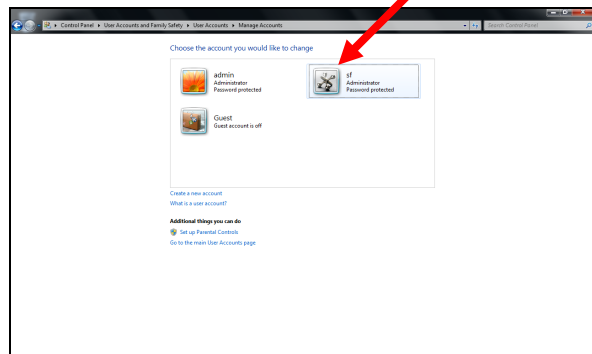 Control Panel ▸ User Accounts and Family Safety ▸ User Accounts ▸ Manage Accounts
Search Control Panel
Choose the account you would like to change
admin
Administrator
Password protected
sf
Administrator
Password protected
Guest
Guest account is off
Create a new account
What is a user account?
Additional things you can do
Set up Parental Controls
Go to the main User Accounts page